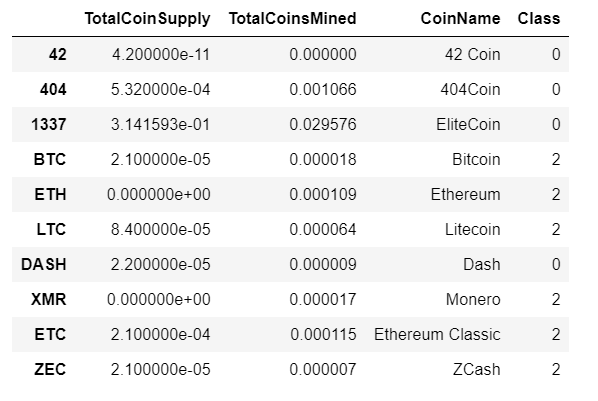 TotalCoinSupply TotalCoinsMined CoinName Class
42 4.200000e-11 0.000000 42 Coin 0
404 5.320000e-04 0.001066 404Coin 0
1337 3.141593e-01 0.029576 EliteCoin 0
BTC 2.100000e-05 0.000018 Bitcoin 2
ETH 0.000000e+00 0.000109 Ethereum 2
LTC 8.400000e-05 0.000064 Litecoin 2
DASH 2.200000e-05 0.000009 Dash 0
XMR 0.000000e+00 0.000017 Monero 2
ETC 2.100000e-04 0.000115 Ethereum Classic 2
ZEC 2.100000e-05 0.000007 ZCash 2